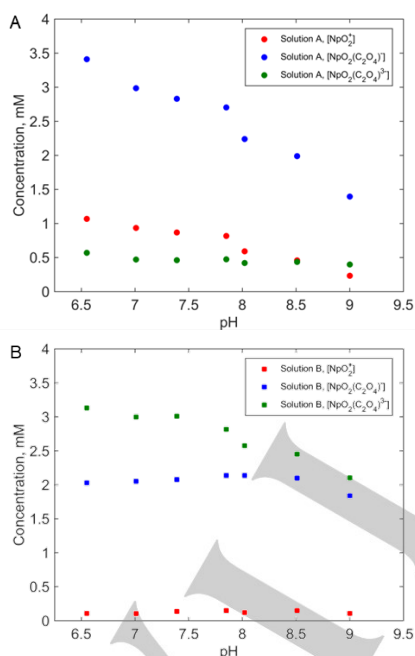 A
4
3.5
3
2.5
2
1.5
1
0.5
0
Concentration, mM
Solution A, [NpO₂⁺]
Solution A, [NpO₂(C₂O₄)⁻]
Solution A, [NpO₂(C₂O₄)³⁻]
6.5 7 7.5 8 8.5 9 9.5
pH
B
4
3.5
3
2.5
2
1.5
1
0.5
0
Concentration, mM
Solution B, [NpO₂⁺]
Solution B, [NpO₂(C₂O₄)⁻]
Solution B, [NpO₂(C₂O₄)³⁻]
6.5 7 7.5 8 8.5 9 9.5
pH